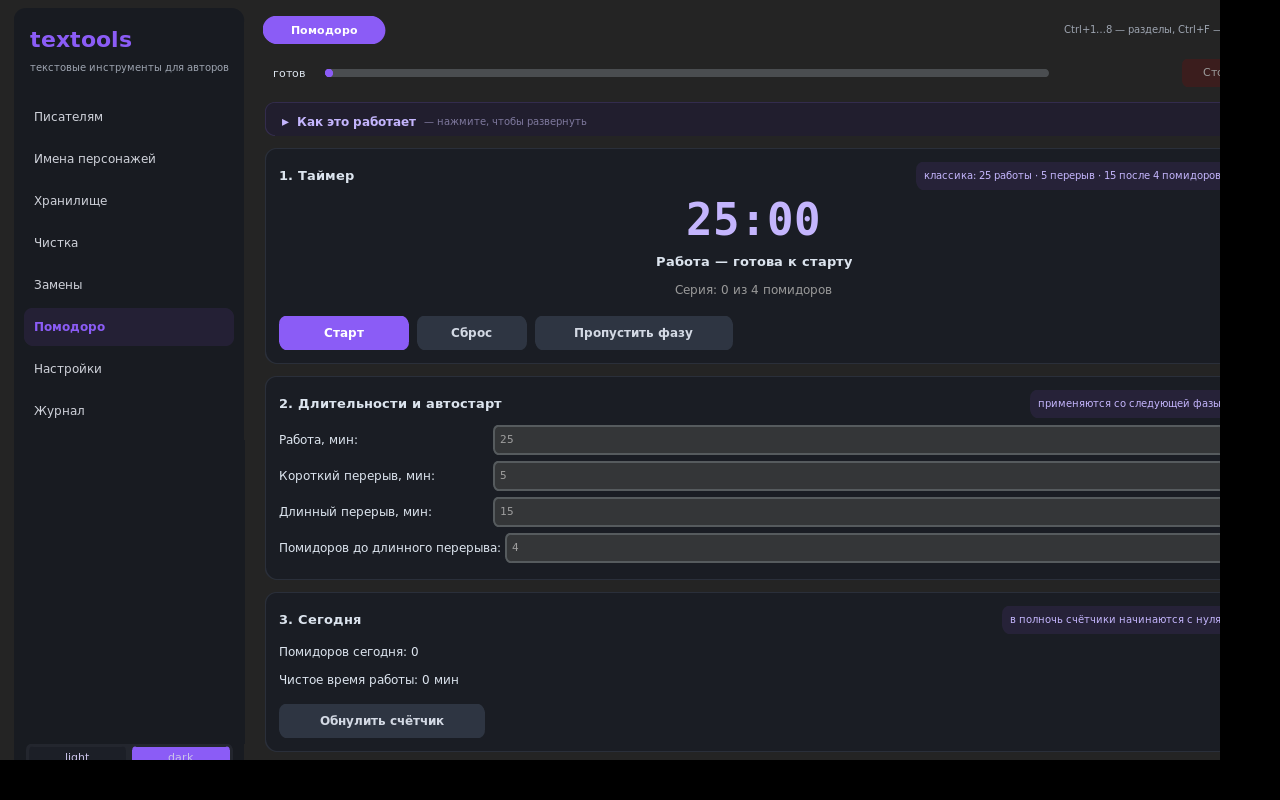 textools
текстовые инструменты для авторов
Писателям
Имена персонажей
Хранилище
Чистка
Замены
Помодоро
Настройки
Журнал
light
dark
Помодоро
Ctrl+1…8 — разделы, Ctrl+F —
готов
Сто
▸ Как это работает — нажмите, чтобы развернуть
1. Таймер
классика: 25 работы · 5 перерыв · 15 после 4 помидоров
25:00
Работа — готова к старту
Серия: 0 из 4 помидоров
Старт
Сброс
Пропустить фазу
2. Длительности и автостарт
применяются со следующей фазы
Работа, мин: 25
Короткий перерыв, мин: 5
Длинный перерыв, мин: 15
Помидоров до длинного перерыва: 4
3. Сегодня
в полночь счётчики начинаются с нуля
Помидоров сегодня: 0
Чистое время работы: 0 мин
Обнулить счётчик